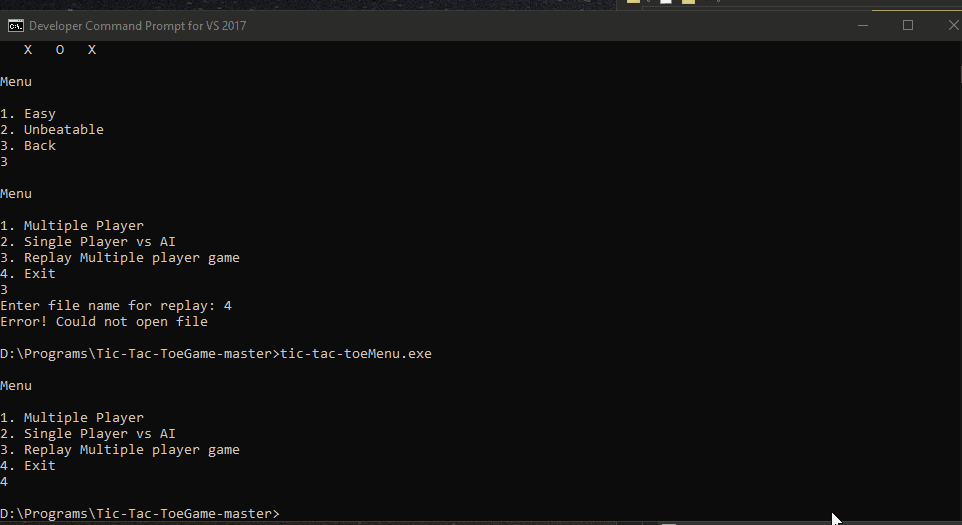 Developer Command Prompt for VS 2017
X O X
Menu
1. Easy
2. Unbeatable
3. Back
3
Menu
1. Multiple Player
2. Single Player vs AI
3. Replay Multiple player game
4. Exit
3
Enter file name for replay: 4
Error! Could not open file
D:\Programs\Tic-Tac-ToeGame-master>tic-tac-toeMenu.exe
Menu
1. Multiple Player
2. Single Player vs AI
3. Replay Multiple player game
4. Exit
4
D:\Programs\Tic-Tac-ToeGame-master>